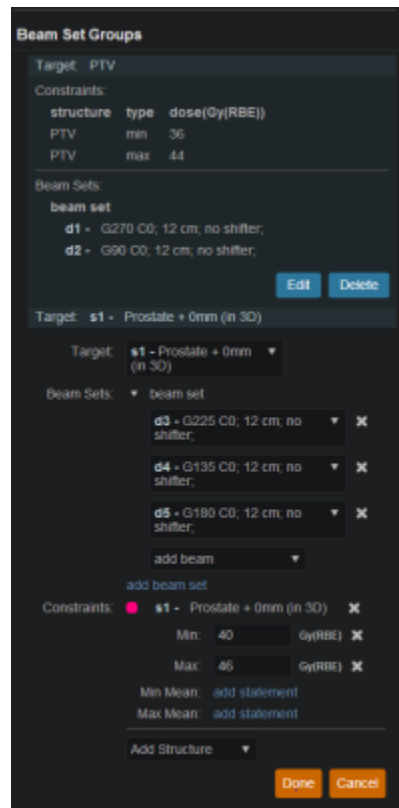 Beam Set Groups
Target: PTV
Constraints:
structure type dose(Gy(RBE))
PTV min 36
PTV max 44
Beam Sets:
beam set
d1 - G270 C0; 12 cm; no shifter;
d2 - G90 C0; 12 cm; no shifter;
Edit Delete
Target: s1 - Prostate + 0mm (in 3D)
Target: s1 - Prostate + 0mm
(in 3D)
Beam Sets: beam set
d3 - G225 C0; 12 cm; no
shifter;
d4 - G135 C0; 12 cm; no
shifter;
d5 - G180 C0; 12 cm; no
shifter;
add beam
add beam set
Constraints: s1 - Prostate + 0mm (in 3D)
Min: 40 Gy(RBE)
Max: 46 Gy(RBE)
Min Mean: add statement
Max Mean: add statement
Add Structure
Done Cancel